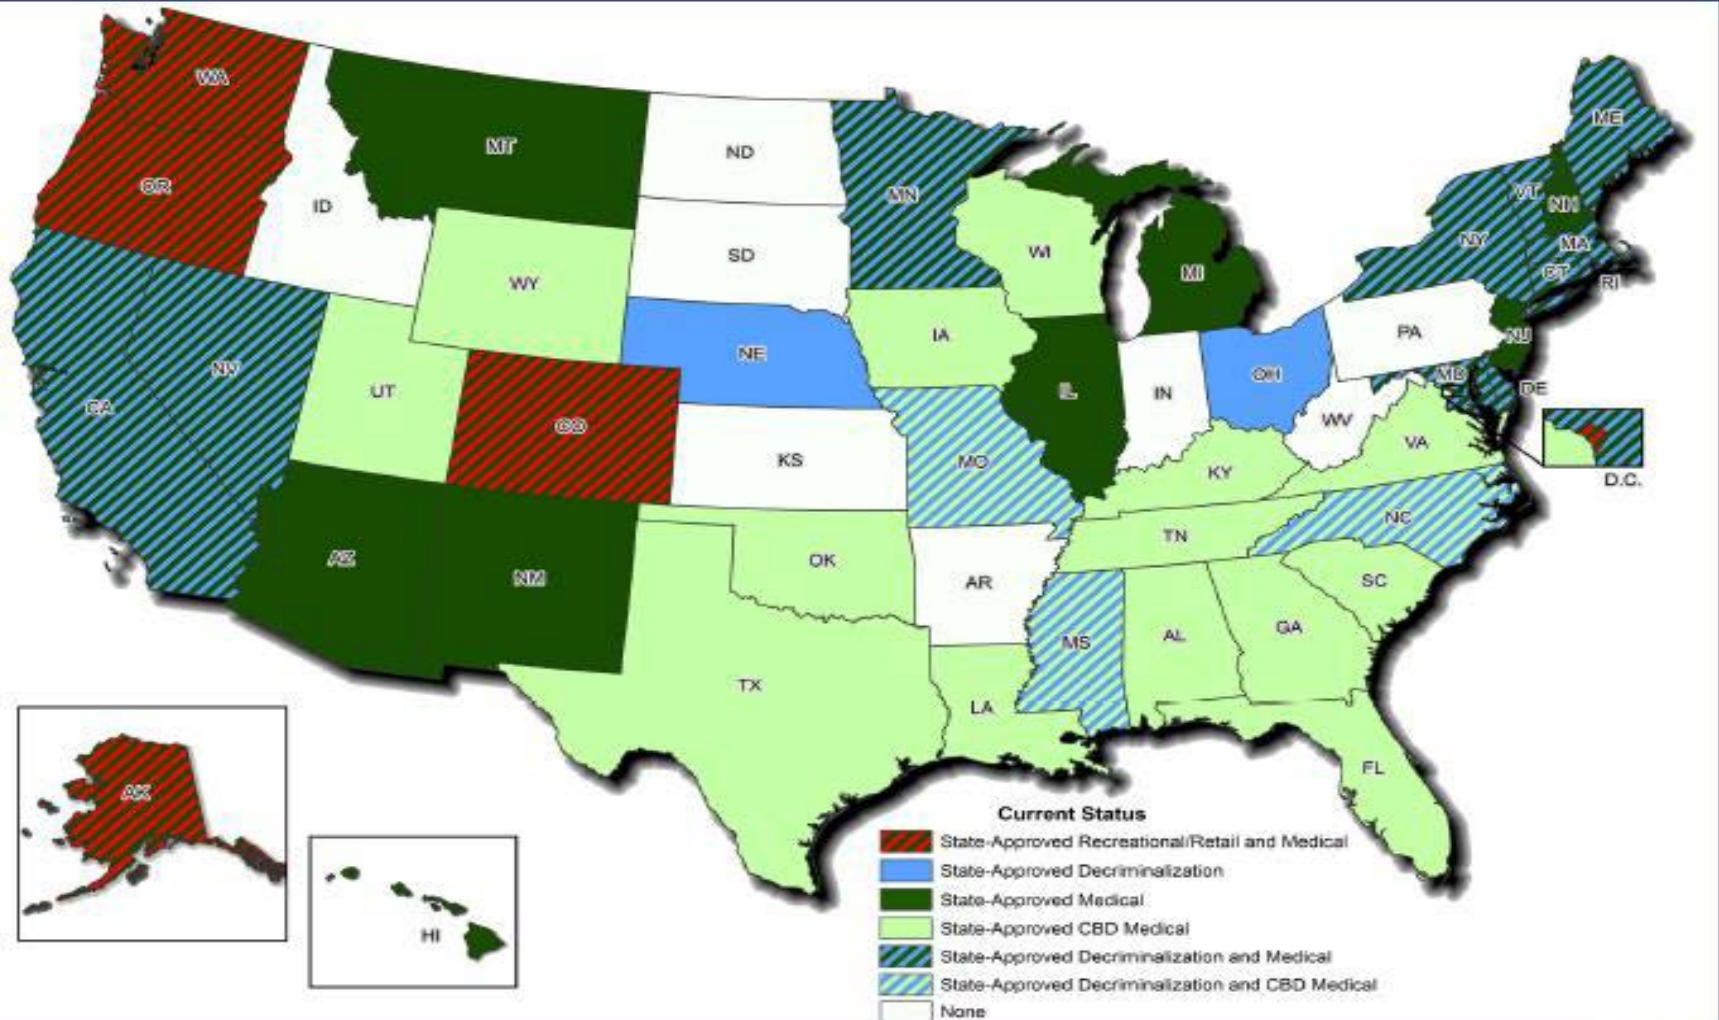 WA
MT
ND
ME
OR
ID
MN
VT
NH
SD
WI
NY
MA
WY
MI
CT
RI
IA
PA
NJ
NE
NV
UT
OH
MD
DE
CA
CO
IL
IN
WV
VA
KS
MO
KY
D.C.
NC
AZ
NM
OK
TN
AR
SC
MS
AL
GA
TX
LA
FL
AK
HI
Current Status
State-Approved Recreational/Retail and Medical
State-Approved Decriminalization
State-Approved Medical
State-Approved CBD Medical
State-Approved Decriminalization and Medical
State-Approved Decriminalization and CBD Medical
None